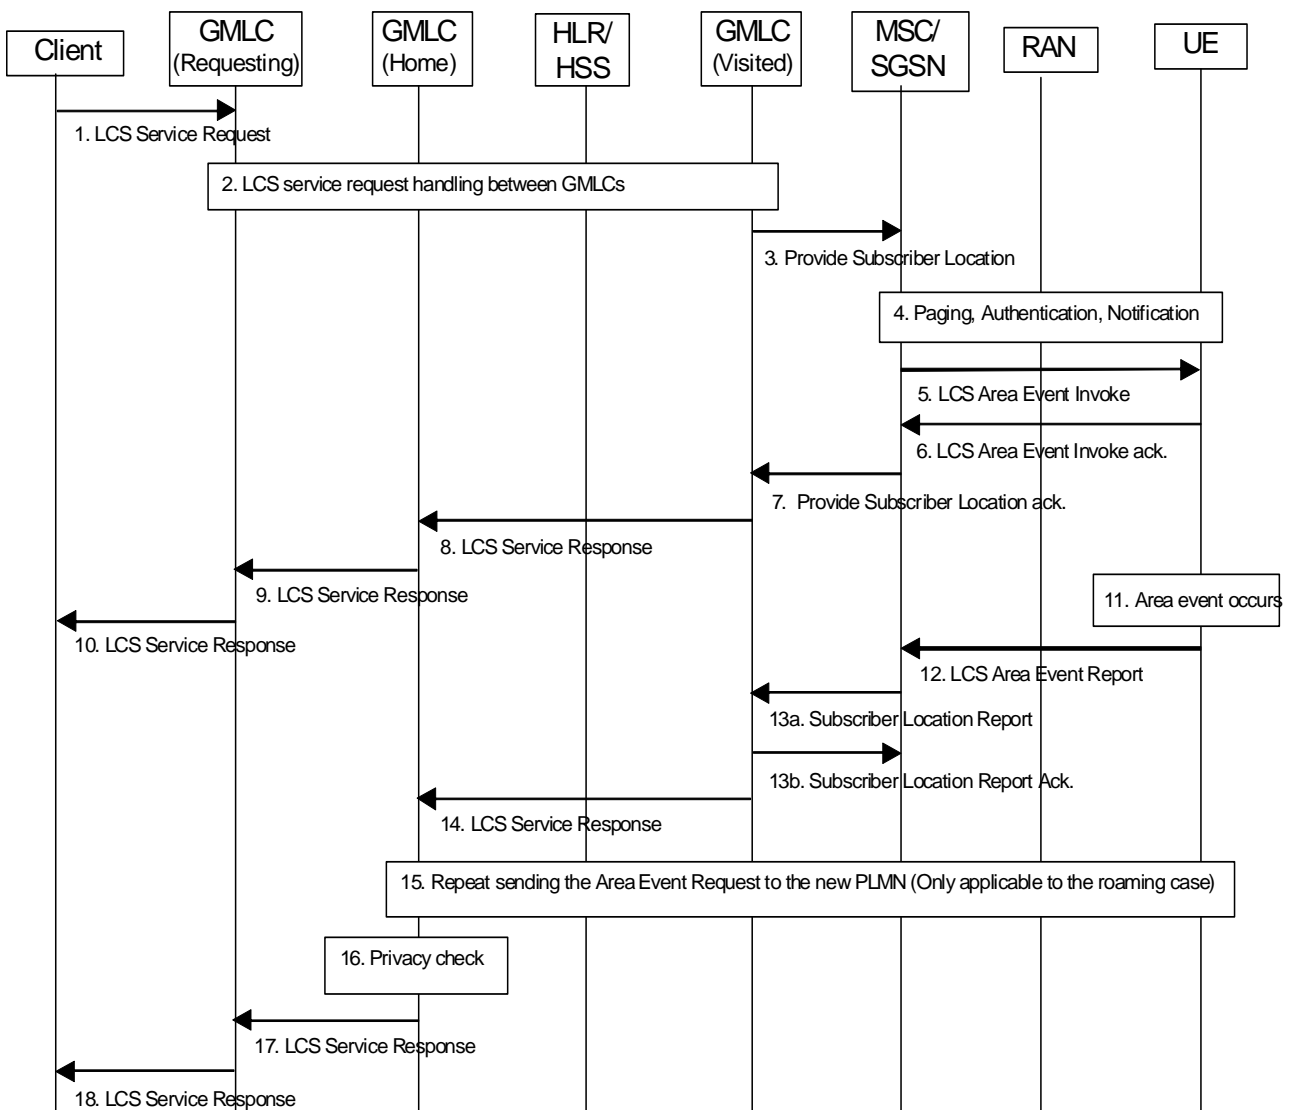 Client
GMLC
(Requesting)
GMLC
(Home)
HLR/
HSS
GMLC
(Visited)
MSC/
SGSN
RAN
UE
1. LCS Service Request
2. LCS service request handling between GMLCs
3. Provide Subscriber Location
4. Paging, Authentication, Notification
5. LCS Area Event Invoke
6. LCS Area Event Invoke ack.
7. Provide Subscriber Location ack.
8. LCS Service Response
9. LCS Service Response
10. LCS Service Response
11. Area event occurs
12. LCS Area Event Report
13a. Subscriber Location Report
13b. Subscriber Location Report Ack.
14. LCS Service Response
15. Repeat sending the Area Event Request to the new PLMN (Only applicable to the roaming case)
16. Privacy check
17. LCS Service Response
18. LCS Service Response